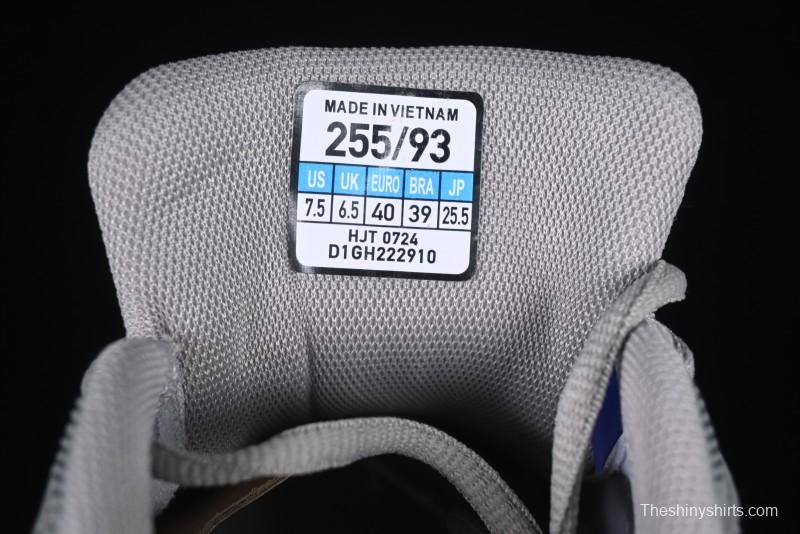 MADE IN VIETNAM
255/93
US UK EURO BRA JP
7.5 6.5 40 39 25.5
HJT 0724
D1GH222910
Theshinyshirts.com